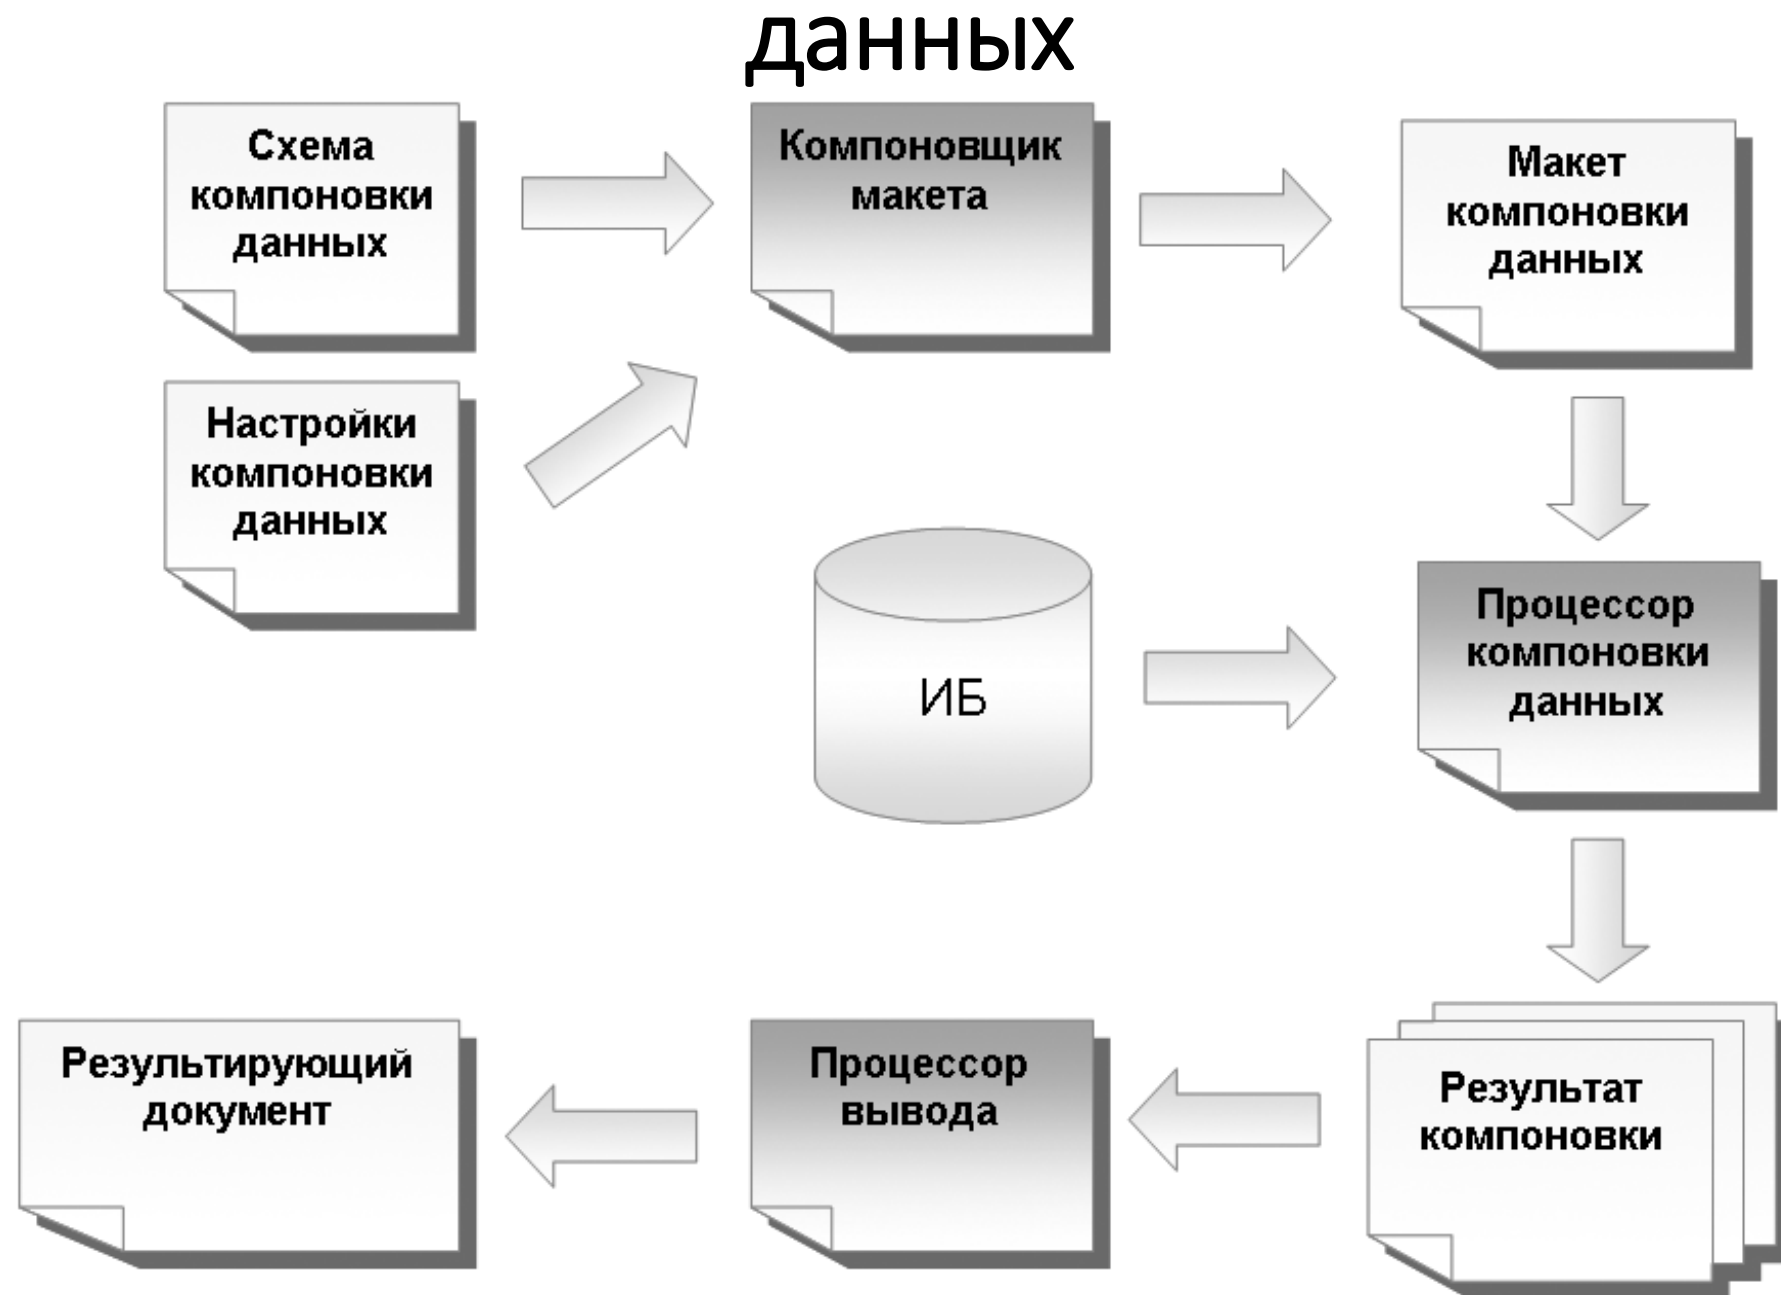 данных
Схема
компоновки
данных
Компоновщик
макета
Макет
компоновки
данных
Настройки
компоновки
данных
ИБ
Процессор
компоновки
данных
Результирующий
документ
Процессор
вывода
Результат
компоновки